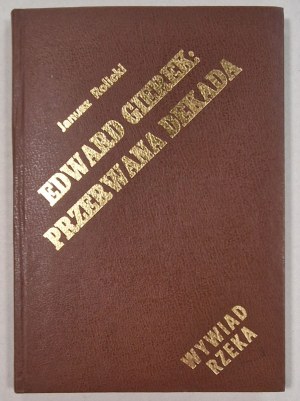 Janusz Rolicki
EDWARD GIEREK:
PRZERWANA DEKADA
WYWIAD
RZEKA